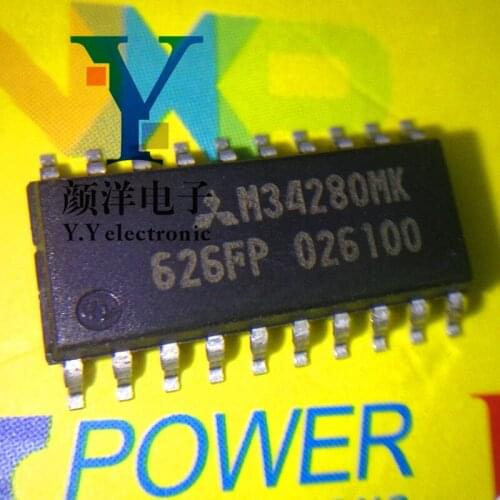 Y
颜洋电子
Y.Y electronic
M34280MK
626FP 026100
POWER